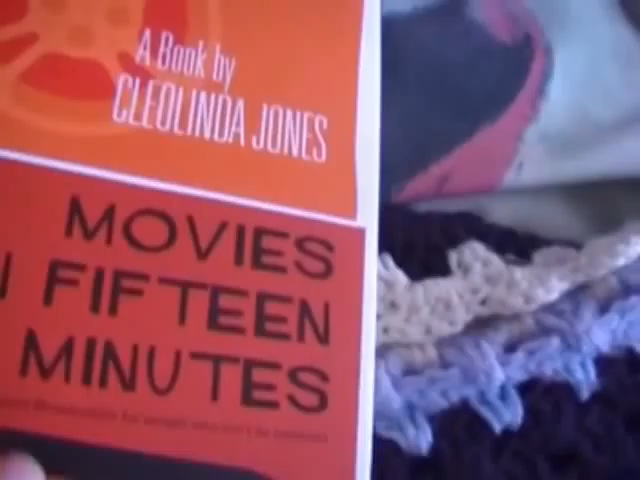 A Book by
CLEOLINDA JONES
MOVIES
N FIFTEEN
MINUTES